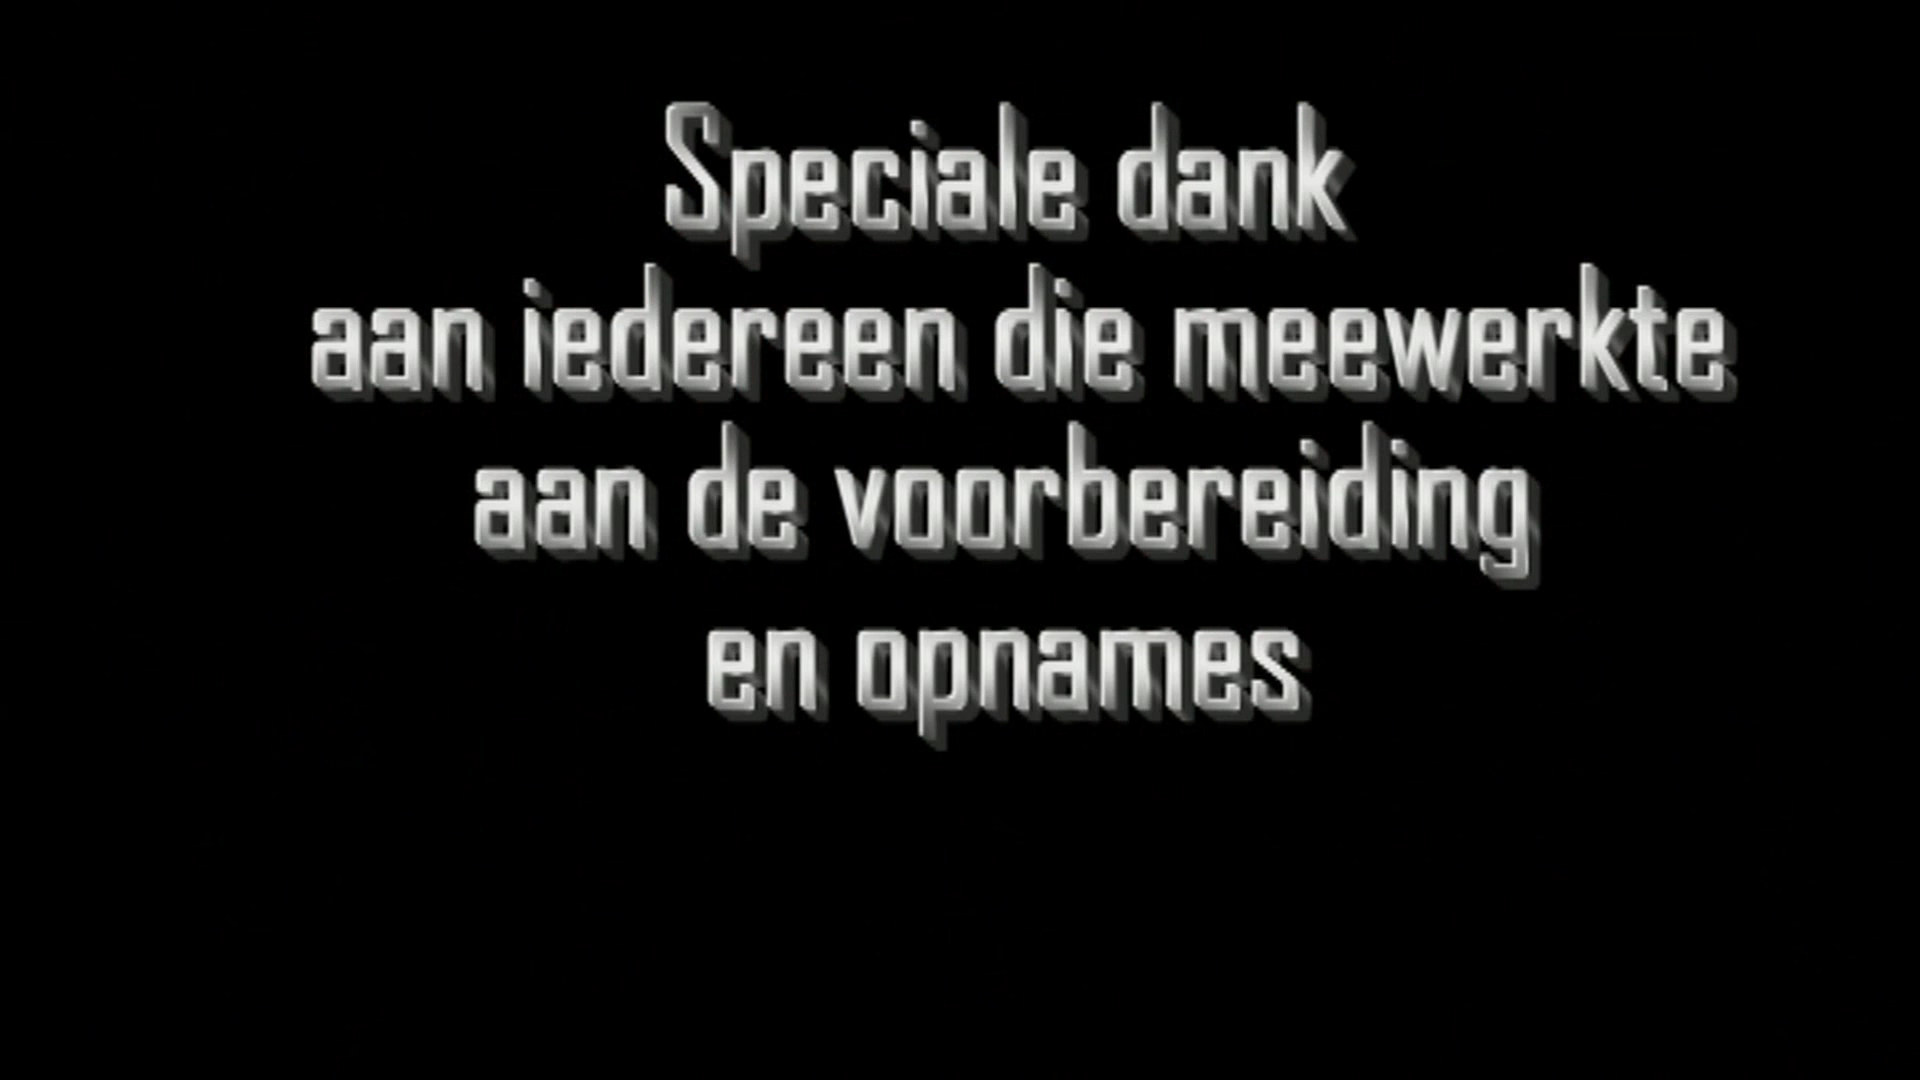 Speciale dank
aan iedereen die meewerkte
aan de voorbereiding
en opnames